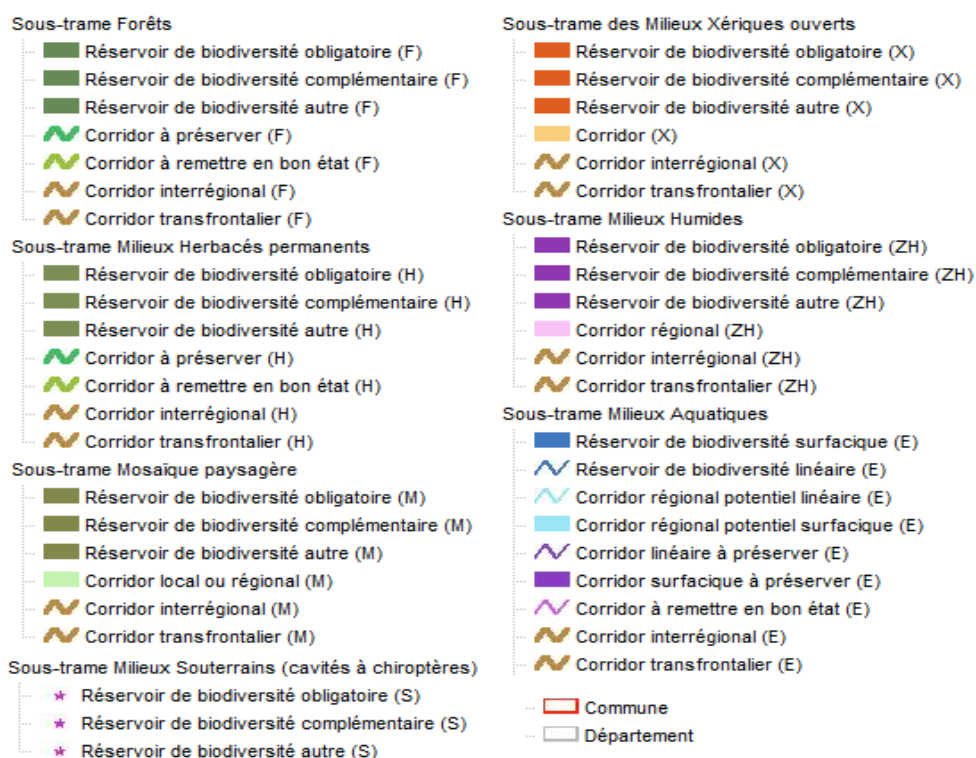 Sous-trame Forêts
Réservoir de biodiversité obligatoire (F)
Réservoir de biodiversité complémentaire (F)
Réservoir de biodiversité autre (F)
Corridor à préserver (F)
Corridor à remettre en bon état (F)
Corridor interrégional (F)
Corridor transfrontalier (F)
Sous-trame Milieux Herbacés permanents
Réservoir de biodiversité obligatoire (H)
Réservoir de biodiversité complémentaire (H)
Réservoir de biodiversité autre (H)
Corridor à préserver (H)
Corridor à remettre en bon état (H)
Corridor interrégional (H)
Corridor transfrontalier (H)
Sous-trame Mosaïque paysagère
Réservoir de biodiversité obligatoire (M)
Réservoir de biodiversité complémentaire (M)
Réservoir de biodiversité autre (M)
Corridor local ou régional (M)
Corridor interrégional (M)
Corridor transfrontalier (M)
Sous-trame Milieux Souterrains (cavités à chiroptères)
Réservoir de biodiversité obligatoire (S)
Réservoir de biodiversité complémentaire (S)
Réservoir de biodiversité autre (S)
Sous-trame des Milieux Xériques ouverts
Réservoir de biodiversité obligatoire (X)
Réservoir de biodiversité complémentaire (X)
Réservoir de biodiversité autre (X)
Corridor (X)
Corridor interrégional (X)
Corridor transfrontalier (X)
Sous-trame Milieux Humides
Réservoir de biodiversité obligatoire (ZH)
Réservoir de biodiversité complémentaire (ZH)
Réservoir de biodiversité autre (ZH)
Corridor régional (ZH)
Corridor interrégional (ZH)
Corridor transfrontalier (ZH)
Sous-trame Milieux Aquatiques
Réservoir de biodiversité surfacique (E)
Réservoir de biodiversité linéaire (E)
Corridor régional potentiel linéaire (E)
Corridor régional potentiel surfacique (E)
Corridor linéaire à préserver (E)
Corridor surfacique à préserver (E)
Corridor à remettre en bon état (E)
Corridor interrégional (E)
Corridor transfrontalier (E)
Commune
Département